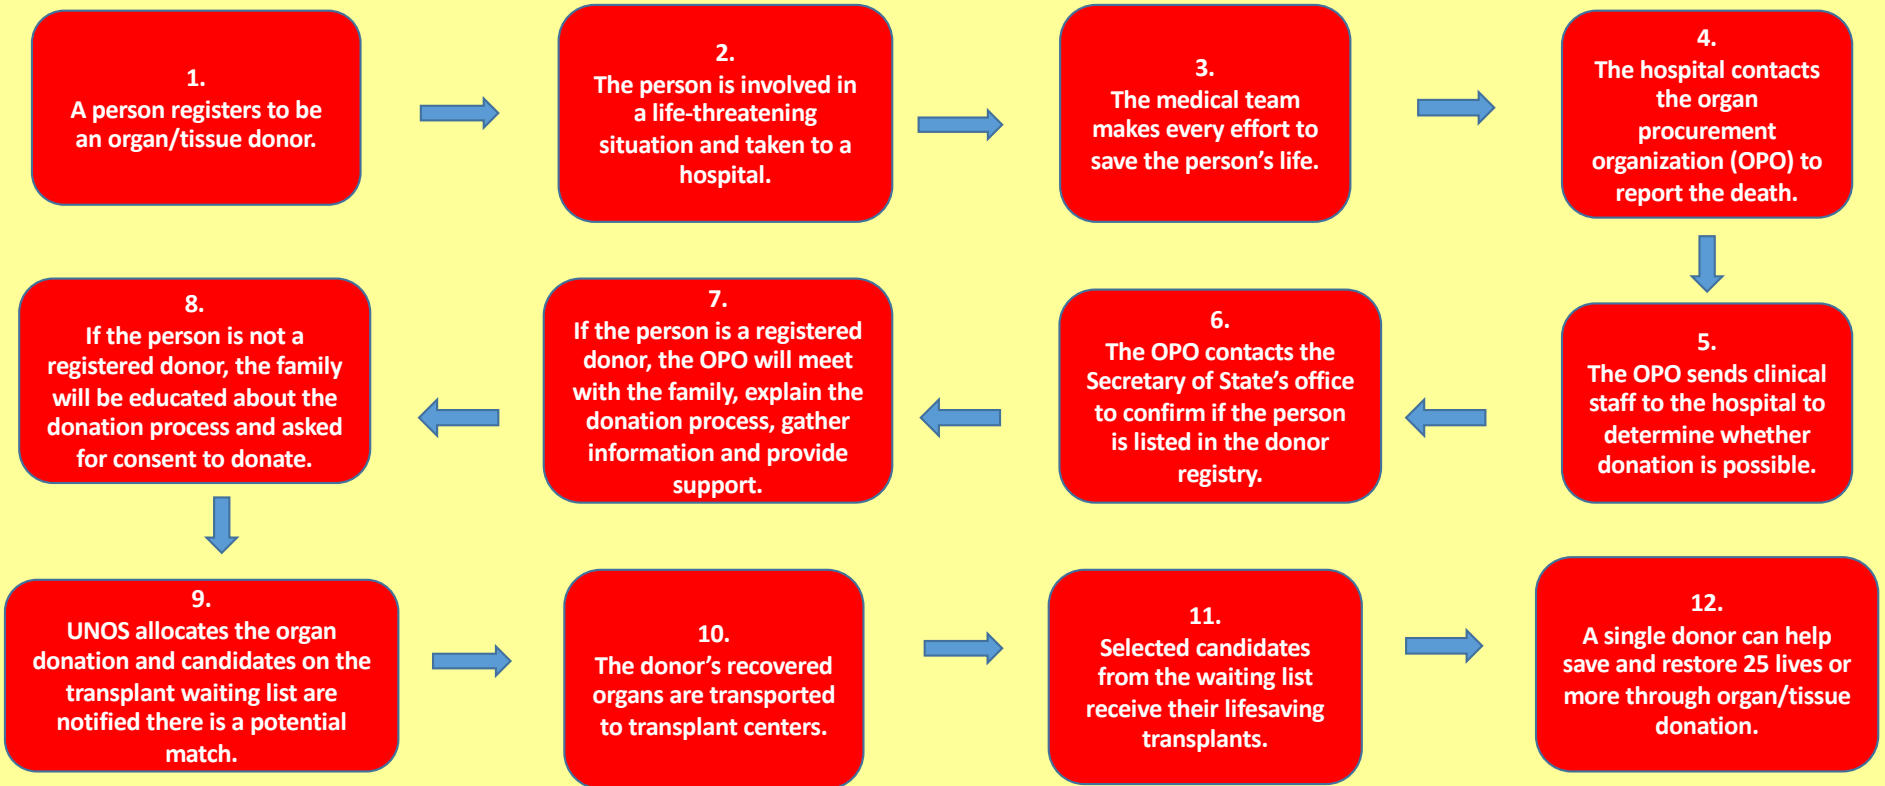 1.
A person registers to be
an organ/tissue donor.
2.
The person is involved in
a life-threatening
situation and taken to a
hospital.
3.
The medical team
makes every effort to
save the person's life.
4.
The hospital contacts
the organ
procurement
organization (OPO) to
report the death.
5.
The OPO sends clinical
staff to the hospital to
determine whether
donation is possible.
6.
The OPO contacts the
Secretary of State's office
to confirm if the person
is listed in the donor
registry.
7.
If the person is a registered
donor, the OPO will meet
with the family, explain the
donation process, gather
information and provide
support.
8.
If the person is not a
registered donor, the family
will be educated about the
donation process and asked
for consent to donate.
9.
UNOS allocates the organ
donation and candidates on the
transplant waiting list are
notified there is a potential
match.
10.
The donor's recovered
organs are transported
to transplant centers.
11.
Selected candidates
from the waiting list
receive their lifesaving
transplants.
12.
A single donor can help
save and restore 25 lives or
more through organ/tissue
donation.